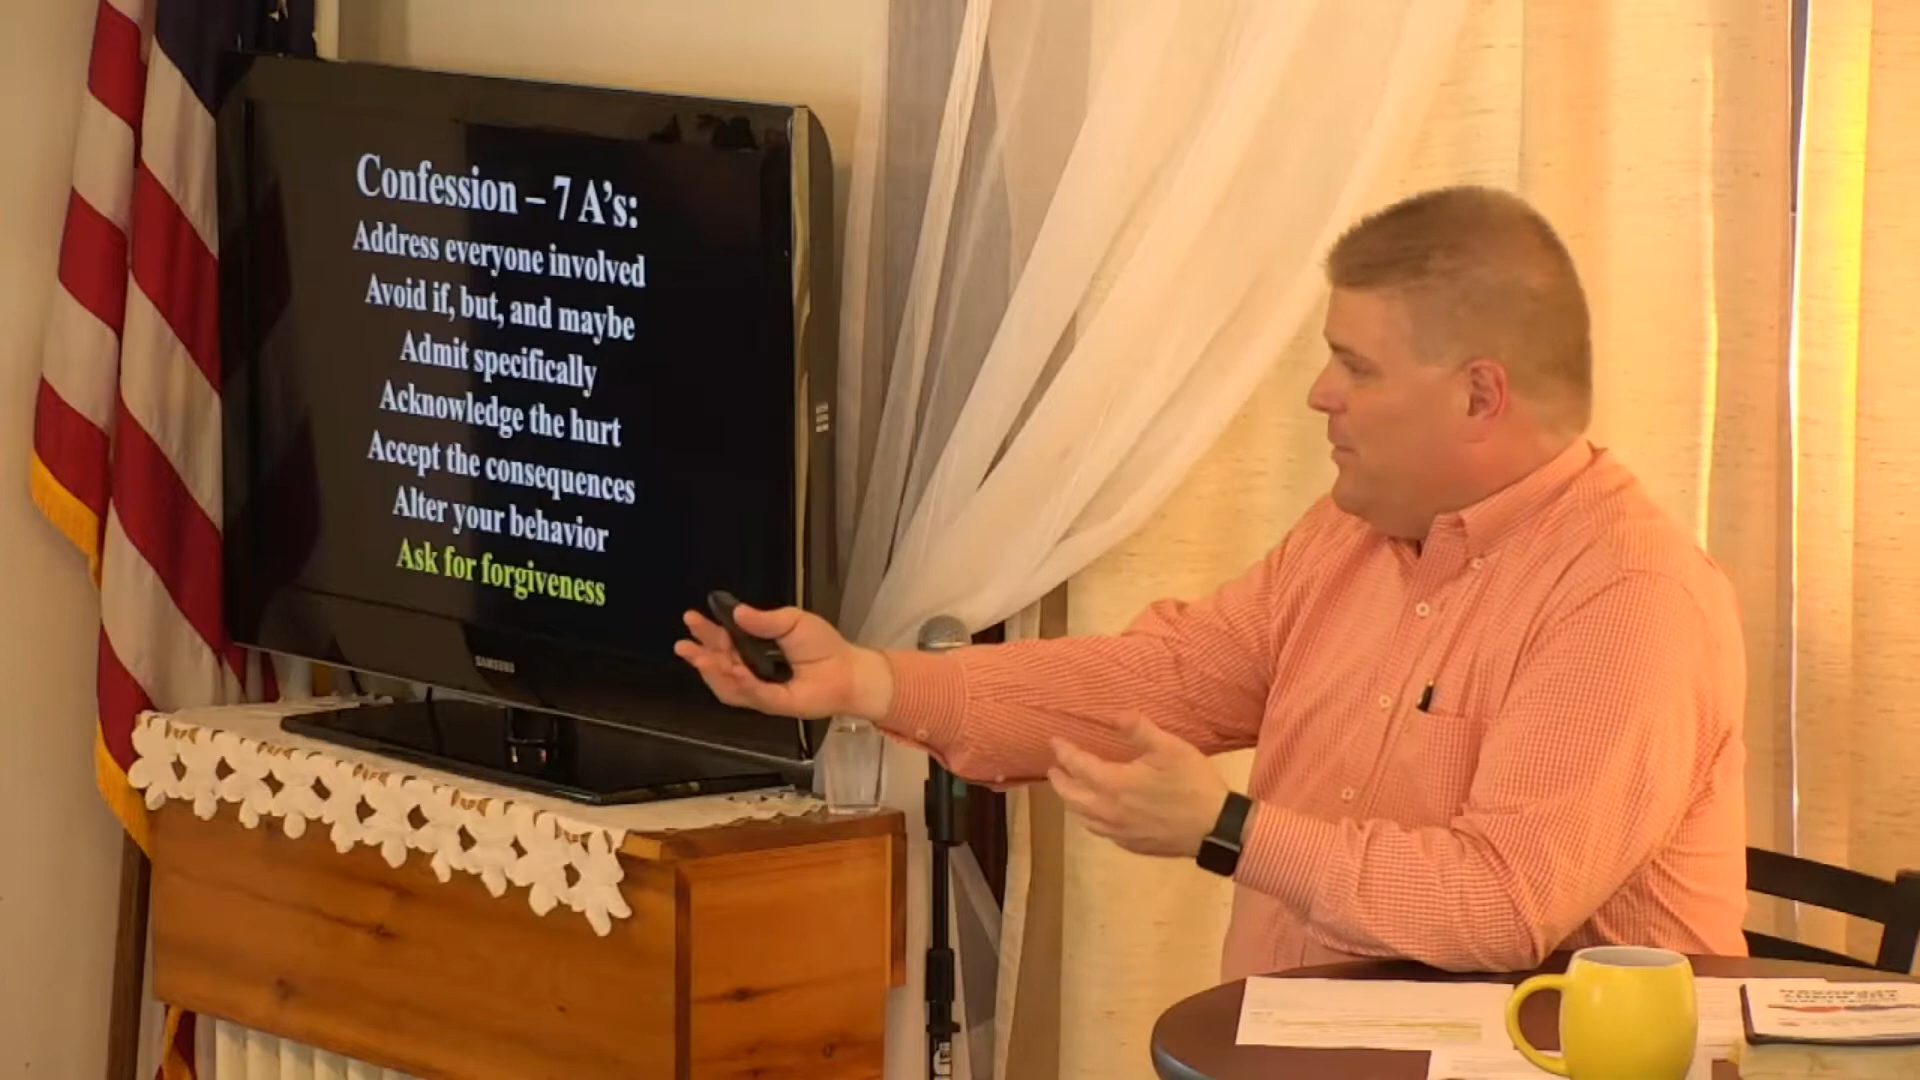 Confession – 7 A's:
Address everyone involved
Avoid if, but, and maybe
Admit specifically
Acknowledge the hurt
Accept the consequences
Alter your behavior
Ask for forgiveness
SAMSUNG